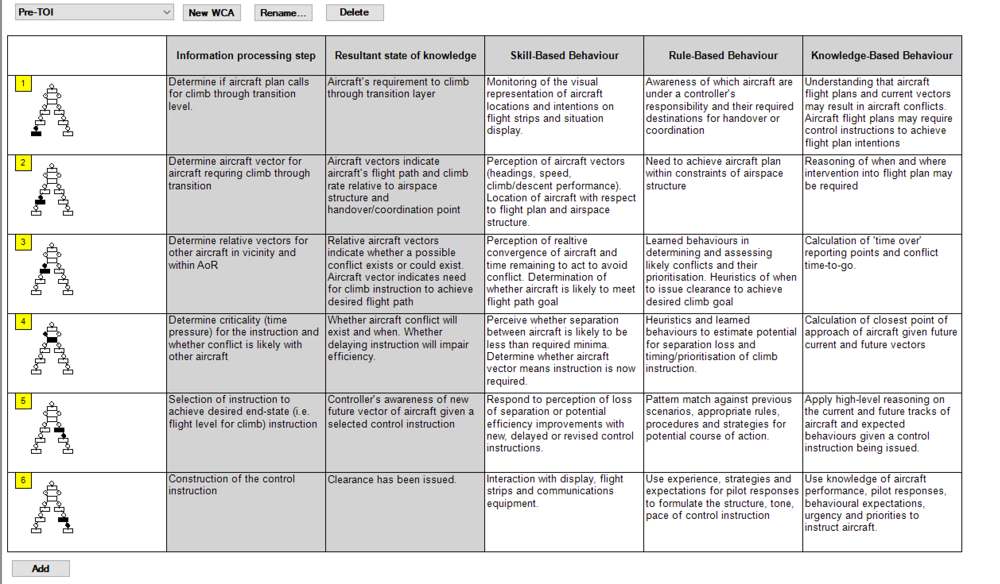 Pre-TOI
New WCA
Rename...
Delete
Information processing step
Resultant state of knowledge
Skill-Based Behaviour
Rule-Based Behaviour
Knowledge-Based Behaviour
1
Determine if aircraft plan calls
for climb through transition
level.
Aircraft's requirement to climb
through transition layer
Monitoring of the visual
representation of aircraft
locations and intentions on
flight strips and situation
display.
Awareness of which aircraft are
under a controller's
responsibility and their required
destinations for handover or
coordination
Understanding that aircraft
flight plans and current vectors
may result in aircraft conflicts.
Aircraft flight plans may require
control instructions to achieve
flight plan intentions
2
Determine aircraft vector for
aircraft requring climb through
transition
Aircraft vectors indicate
aircraft's flight path and climb
rate relative to airspace
structure and
handover/coordination point
Perception of aircraft vectors
(headings, speed,
climb/descent performance).
Location of aircraft with respect
to flight plan and airspace
structure.
Need to achieve aircraft plan
within constraints of airspace
structure
Reasoning of when and where
intervention into flight plan may
be required
3
Determine relative vectors for
other aircraft in vicinity and
within AoR
Relative aircraft vectors
indicate whether a possible
conflict exists or could exist.
Aircraft vector indicates need
for climb instruction to achieve
desired flight path
Perception of realtive
convergence of aircraft and
time remaining to act to avoid
conflict. Determination of
whether aircraft is likely to meet
flight path goal
Learned behaviours in
determining and assessing
likely conflicts and their
prioritisation. Heuristics of when
to issue clearance to achieve
desired climb goal
Calculation of 'time over'
reporting points and conflict
time-to-go.
4
Determine criticality (time
pressure) for the instruction and
whether conflict is likely with
other aircraft
Whether aircraft conflict will
exist and when. Whether
delaying instruction will impair
efficiency.
Perceive whether separation
between aircraft is likely to be
less than required minima.
Determine whether aircraft
vector means instruction is now
required.
Heuristics and learned
behaviours to estimate potential
for separation loss and
timing/prioritisation of climb
instruction.
Calculation of closest point of
approach of aircraft given future
current and future vectors
5
Selection of instruction to
achieve desired end-state (i.e.
flight level for climb) instruction
Controller's awareness of new
future vector of aircraft given a
selected control instruction
Respond to perception of loss
of separation or potential
efficiency improvements with
new, delayed or revised control
instructions.
Pattern match against previous
scenarios, appropriate rules,
procedures and strategies for
potential course of action.
Apply high-level reasoning on
the current and future tracks of
aircraft and expected
behaviours given a control
instruction being issued.
6
Construction of the control
instruction
Clearance has been issued.
Interaction with display, flight
strips and communications
equipment.
Use experience, strategies and
expectations for pilot responses
to formulate the structure, tone,
pace of control instruction
Use knowledge of aircraft
performance, pilot responses,
behavioural expectations,
urgency and priorities to
instruct aircraft.
Add